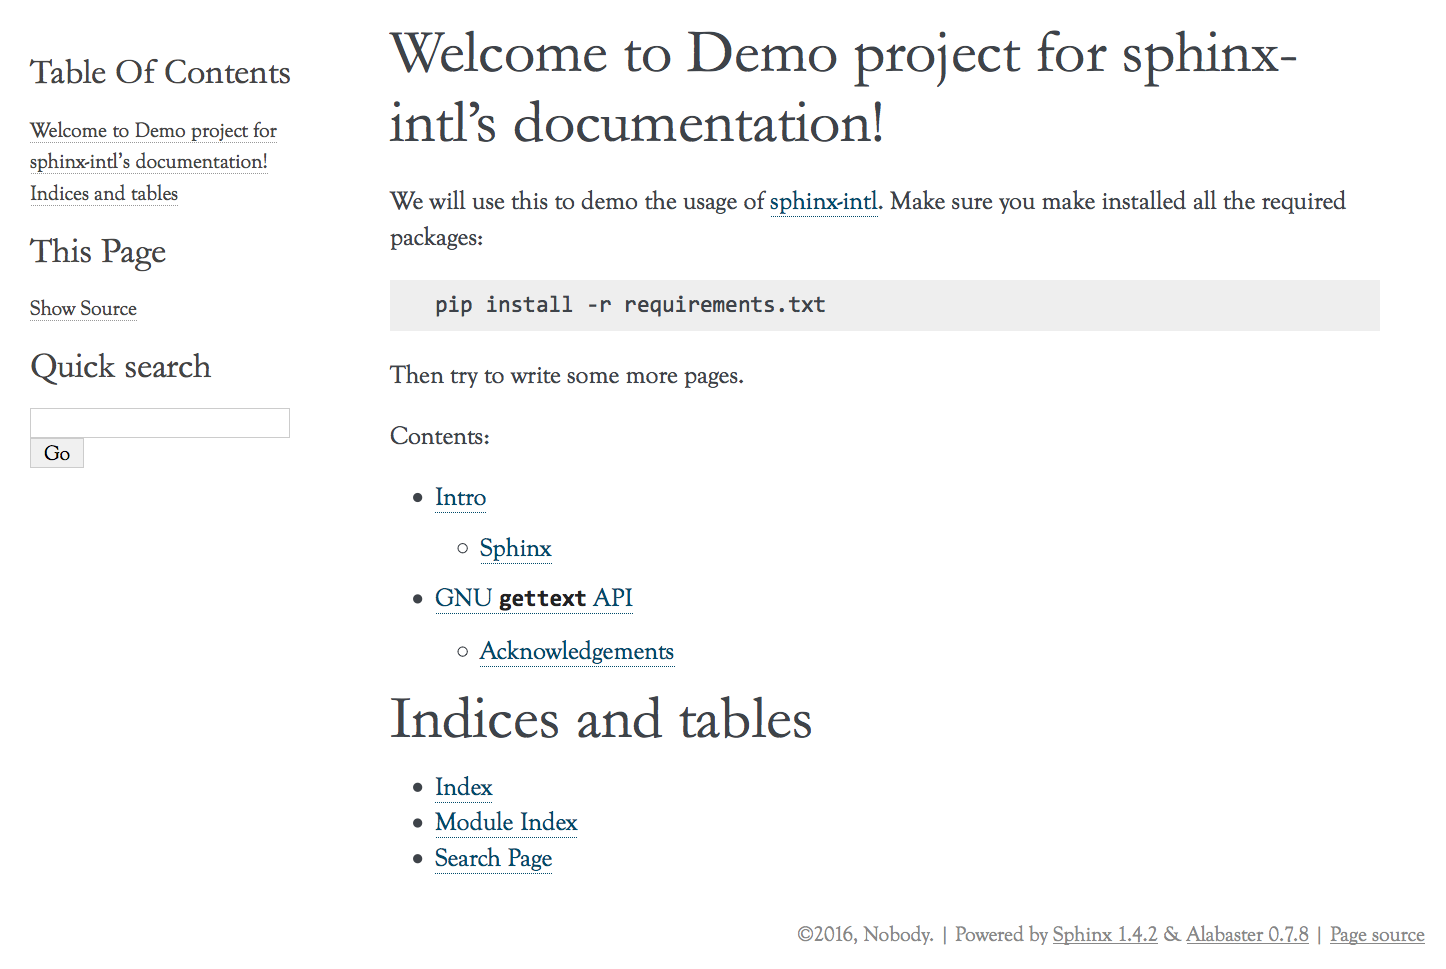 Table Of Contents
Welcome to Demo project for
sphinx-intl’s documentation!
Indices and tables
This Page
Show Source
Quick search
Go
Welcome to Demo project for sphinx-
intl’s documentation!
We will use this to demo the usage of sphinx-intl. Make sure you make installed all the required
packages:
pip install -r requirements.txt
Then try to write some more pages.
Contents:
Intro
Sphinx
GNU gettext API
Acknowledgements
Indices and tables
Index
Module Index
Search Page
©2016, Nobody. | Powered by Sphinx 1.4.2 & Alabaster 0.7.8 | Page source